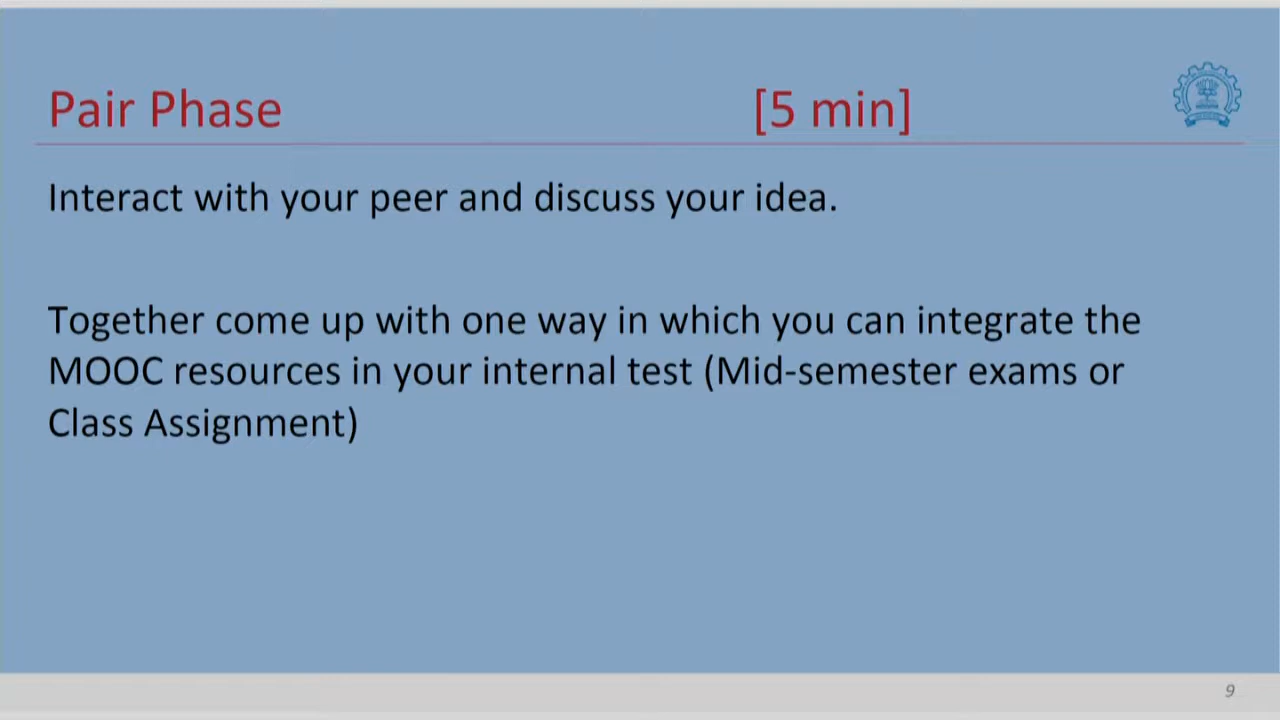 Pair Phase [5 min]
Interact with your peer and discuss your idea.
Together come up with one way in which you can integrate the
MOOC resources in your internal test (Mid-semester exams or
Class Assignment)
9